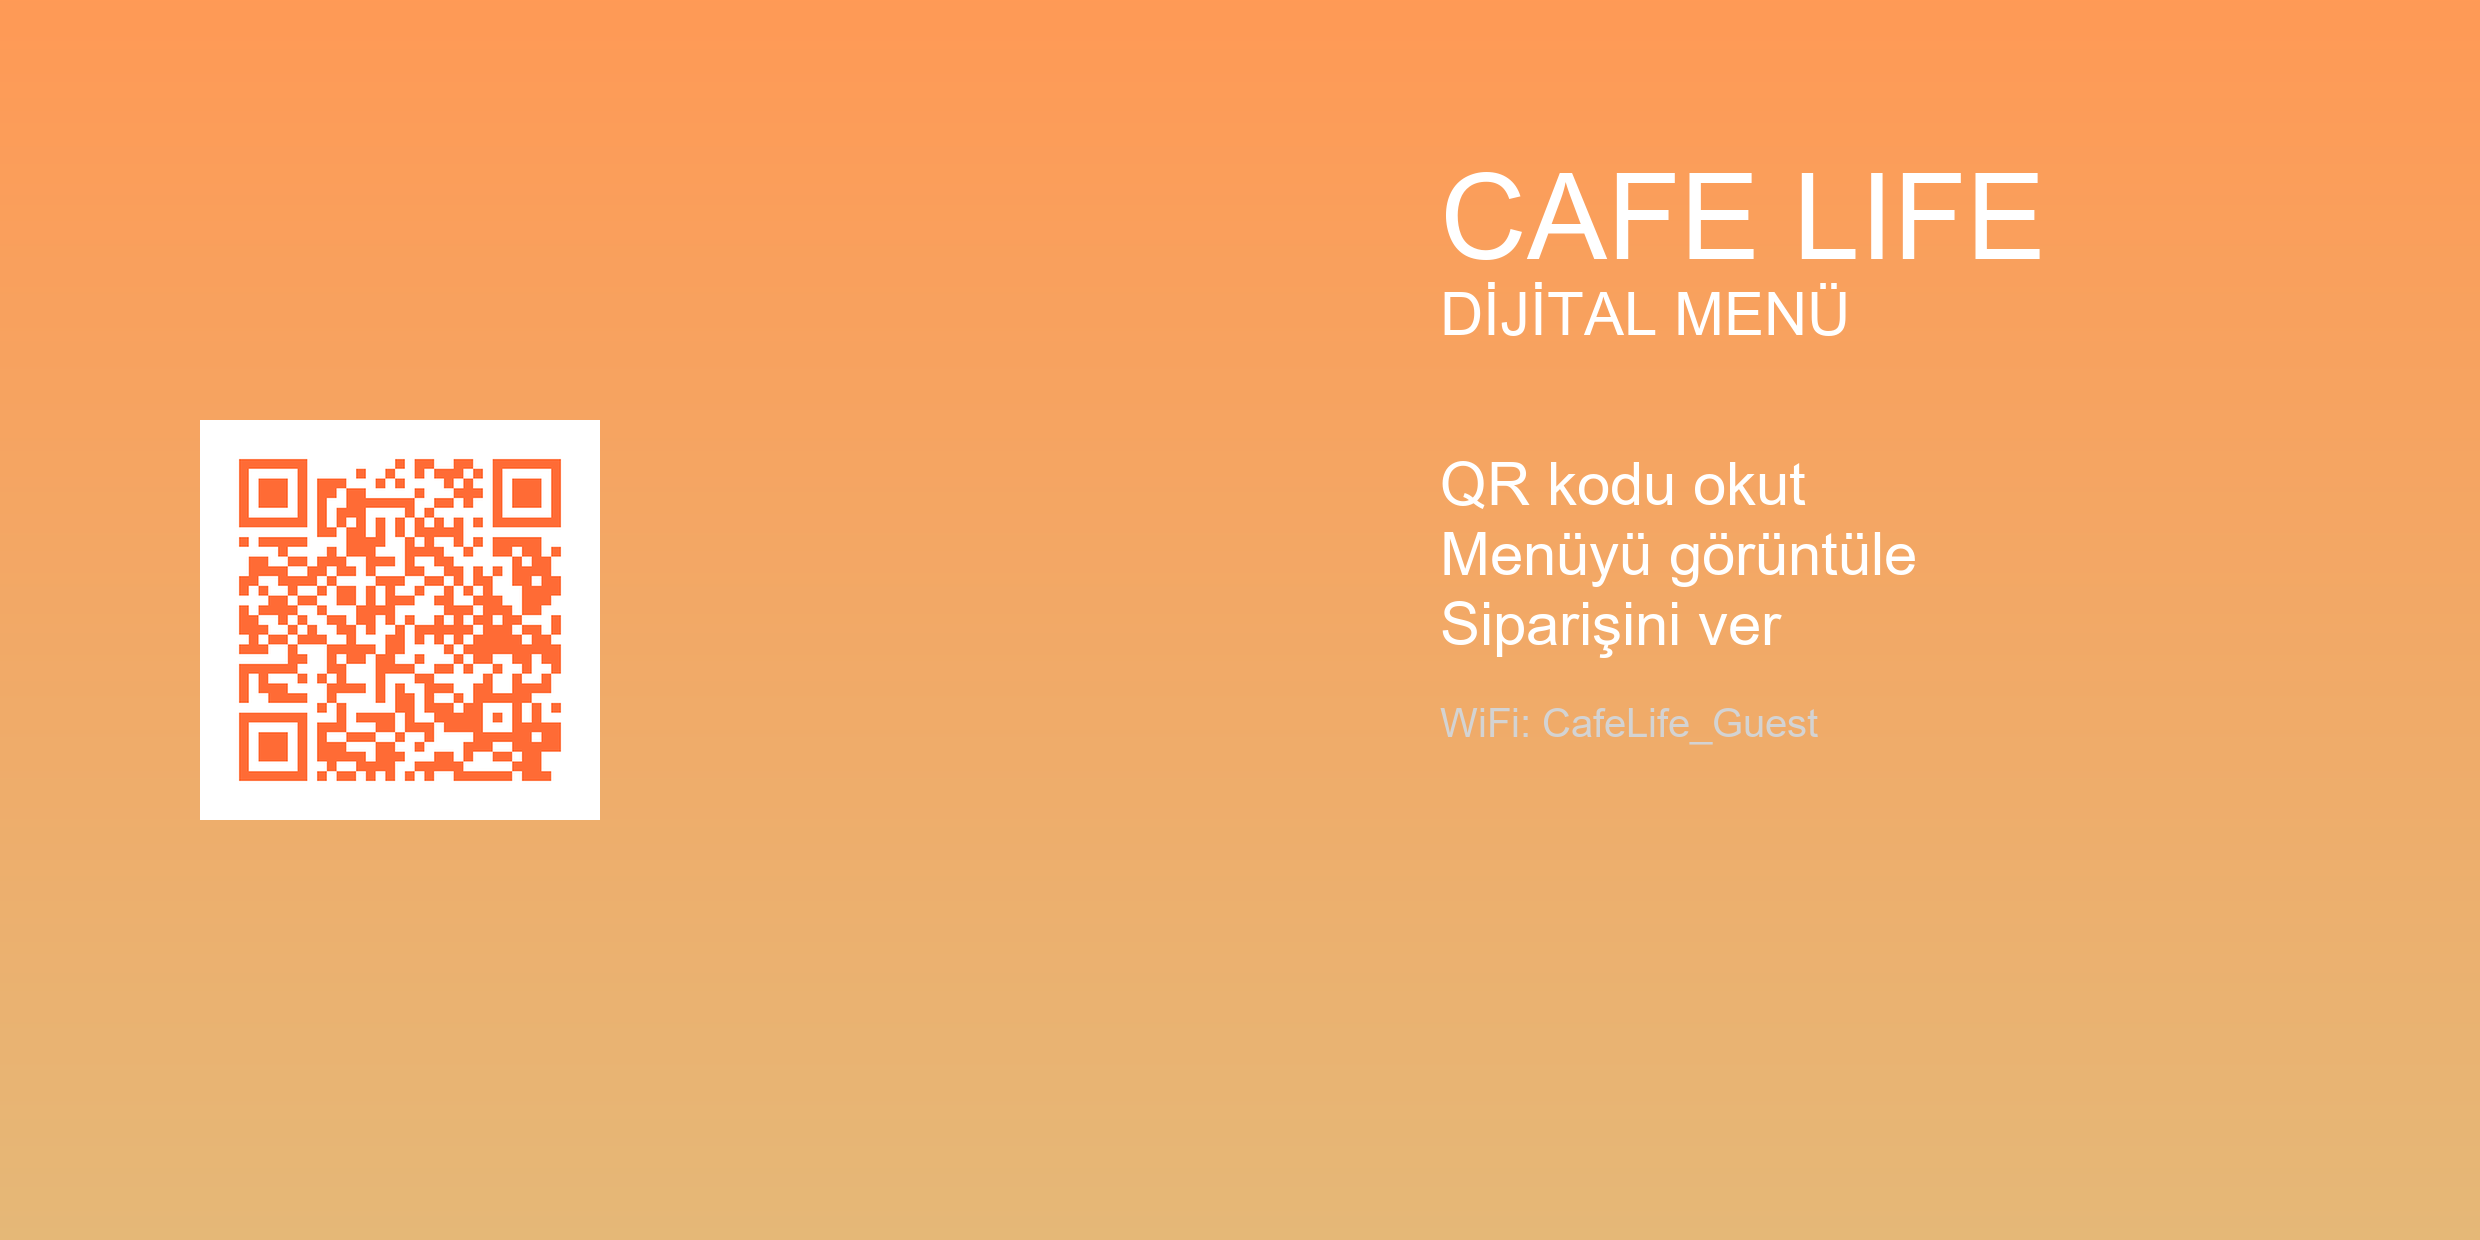 CAFE LIFE
DİJİTAL MENÜ
QR kodu okut
Menüyü görüntüle
Siparişini ver
WiFi: CafeLife_Guest